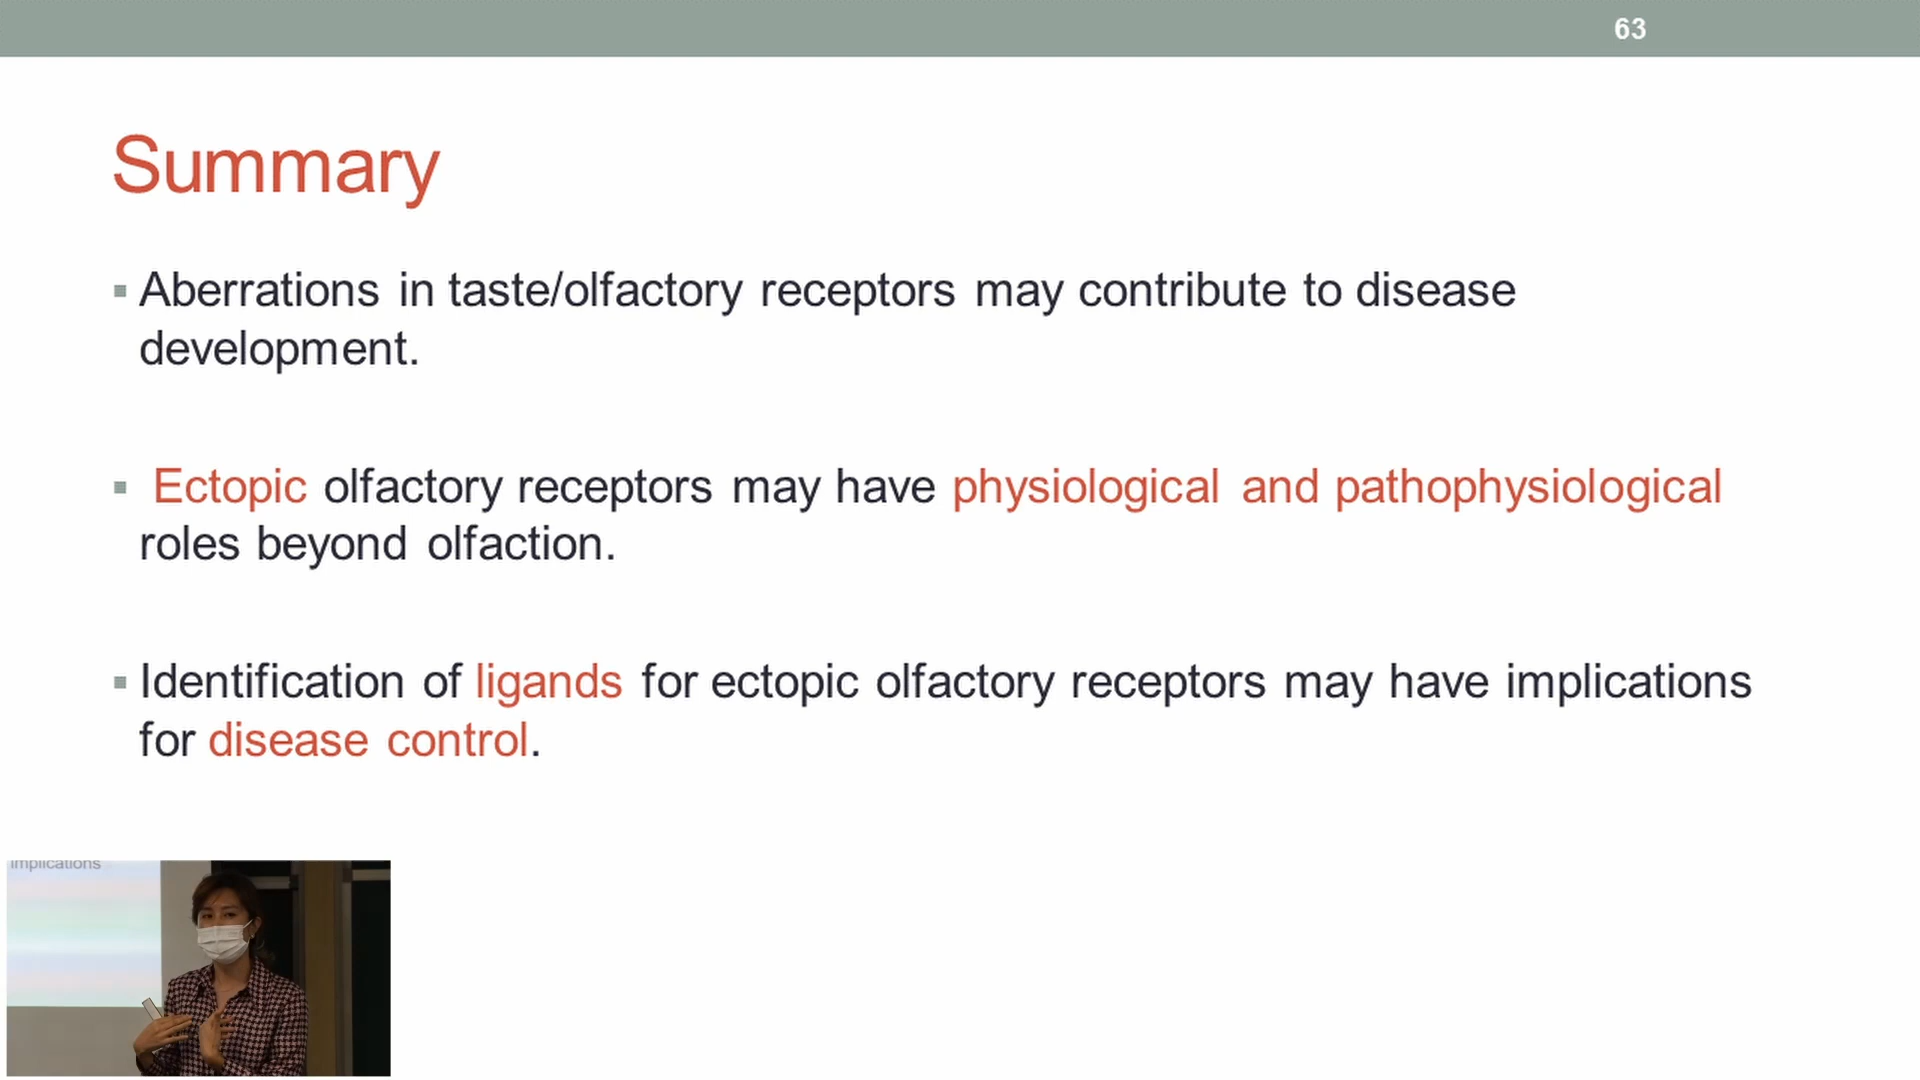 63
Summary
Aberrations in taste/olfactory receptors may contribute to disease
development.
Ectopic olfactory receptors may have physiological and pathophysiological
roles beyond olfaction.
Identification of ligands for ectopic olfactory receptors may have implications
for disease control.
implications